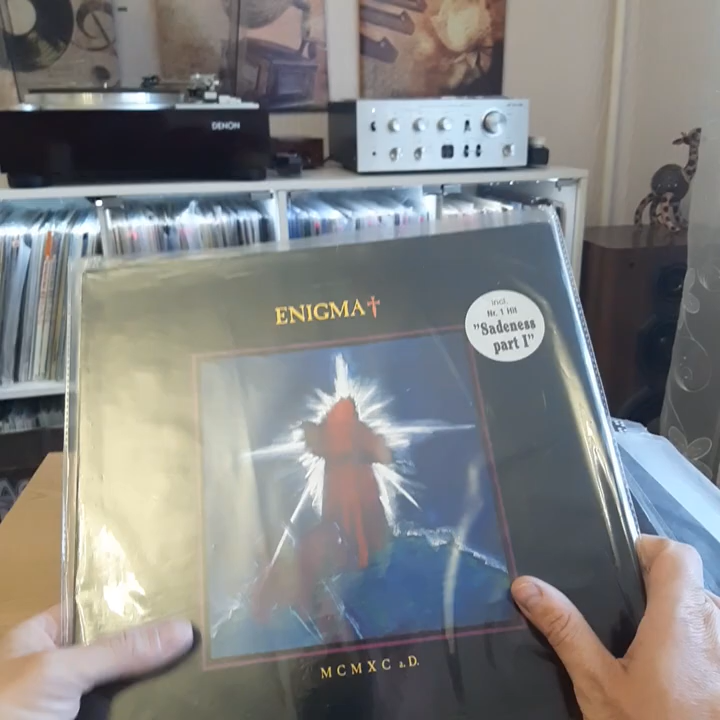 DENON
ENIGMA†
incl.
Nr. 1 Hit
"Sadeness
part I"
MCMXC a.D.